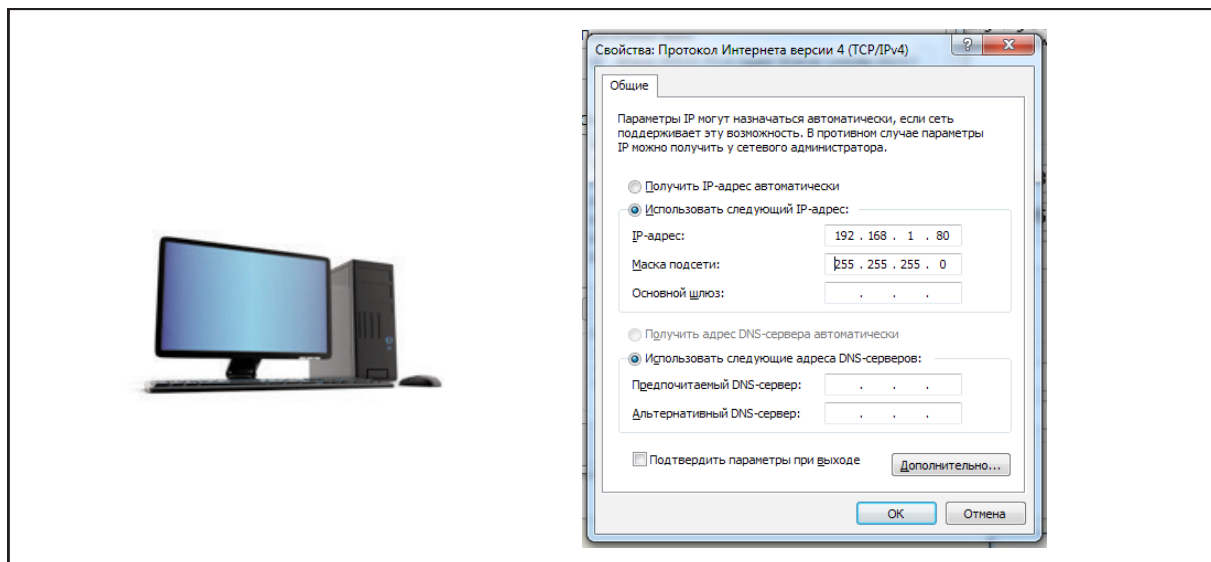 Свойства: Протокол Интернета версии 4 (TCP/IPv4)
Общие
Параметры IP могут назначаться автоматически, если сеть
поддерживает эту возможность. В противном случае параметры
IP можно получить у сетевого администратора.
Получить IP-адрес автоматически
Использовать следующий IP-адрес:
IP-адрес: 192 . 168 . 1 . 80
Маска подсети: 255 . 255 . 255 . 0
Основной шлюз: . . .
Получить адрес DNS-сервера автоматически
Использовать следующие адреса DNS-серверов:
Предпочитаемый DNS-сервер: . . .
Альтернативный DNS-сервер: . . .
Подтвердить параметры при выходе
Дополнительно...
ОК
Отмена